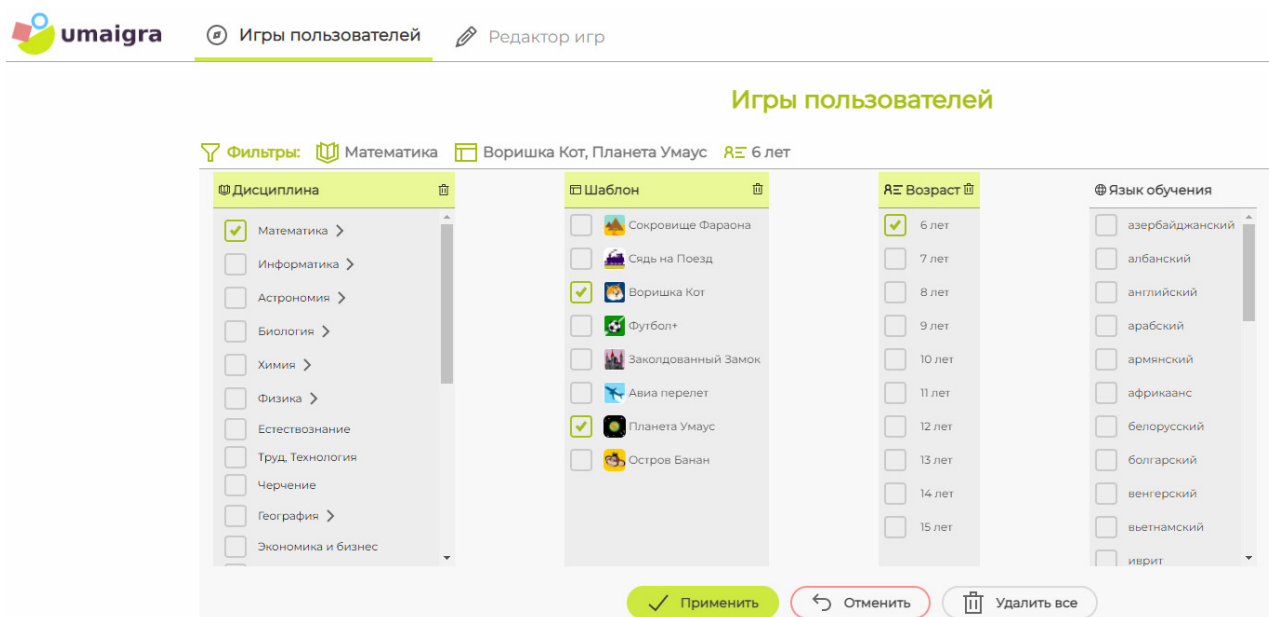 umaigra
Игры пользователей
Редактор игр
Игры пользователей
Фильтры: Математика Воришка Кот, Планета Умаус 6 лет
Дисциплина
Математика
Информатика
Астрономия
Биология
Химия
Физика
Естествознание
Труд, Технология
Черчение
География
Экономика и бизнес
Шаблон
Сокровище Фараона
Сядь на Поезд
Воришка Кот
Футбол+
Заколдованный Замок
Авиа перелет
Планета Умаус
Остров Банан
Возраст
6 лет
7 лет
8 лет
9 лет
10 лет
11 лет
12 лет
13 лет
14 лет
15 лет
Язык обучения
азербайджанский
албанский
английский
арабский
армянский
африкаанс
белорусский
болгарский
венгерский
вьетнамский
иврит
Применить
Отменить
Удалить все